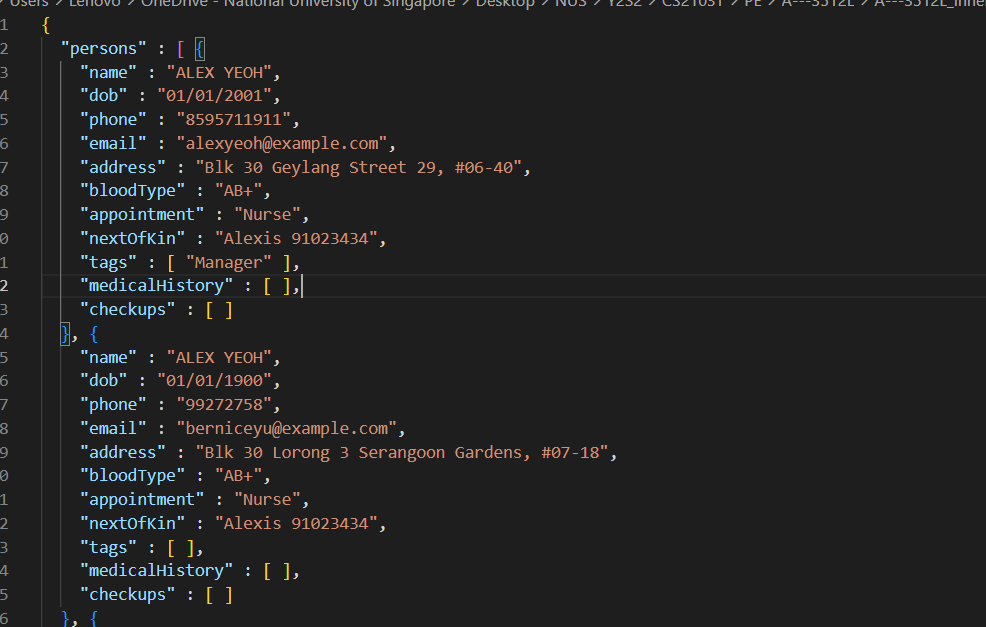 Users > Lenovo > OneDrive - National University of Singapore > Desktop > NUS > Y2S2 > CS2103T > PE >
1 {
2 "persons" : [ {
3 "name" : "ALEX YEOH",
4 "dob" : "01/01/2001",
5 "phone" : "8595711911",
6 "email" : "alexyeoh@example.com",
7 "address" : "Blk 30 Geylang Street 29, #06-40",
8 "bloodType" : "AB+",
9 "appointment" : "Nurse",
0 "nextOfKin" : "Alexis 91023434",
1 "tags" : [ "Manager" ],
2 "medicalHistory" : [ ],
3 "checkups" : [ ]
4 }, {
5 "name" : "ALEX YEOH",
6 "dob" : "01/01/1900",
7 "phone" : "99272758",
8 "email" : "berniceyu@example.com",
9 "address" : "Blk 30 Lorong 3 Serangoon Gardens, #07-18",
0 "bloodType" : "AB+",
1 "appointment" : "Nurse",
2 "nextOfKin" : "Alexis 91023434",
3 "tags" : [ ],
4 "medicalHistory" : [ ],
5 "checkups" : [ ]
6 }, {